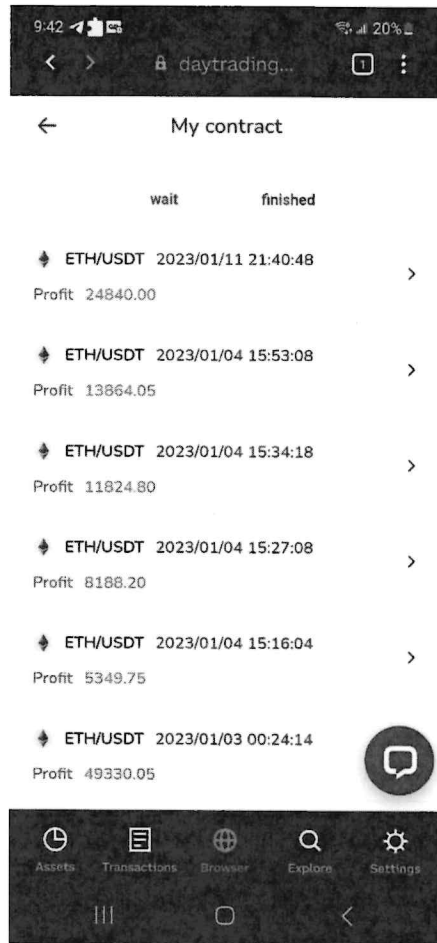 9:42 20%
daytrading... 1
My contract
wait finished
ETH/USDT 2023/01/11 21:40:48
Profit 24840.00
ETH/USDT 2023/01/04 15:53:08
Profit 13864.05
ETH/USDT 2023/01/04 15:34:18
Profit 11824.80
ETH/USDT 2023/01/04 15:27:08
Profit 8188.20
ETH/USDT 2023/01/04 15:16:04
Profit 5349.75
ETH/USDT 2023/01/03 00:24:14
Profit 49330.05
Assets Transactions Browser Explore Settings